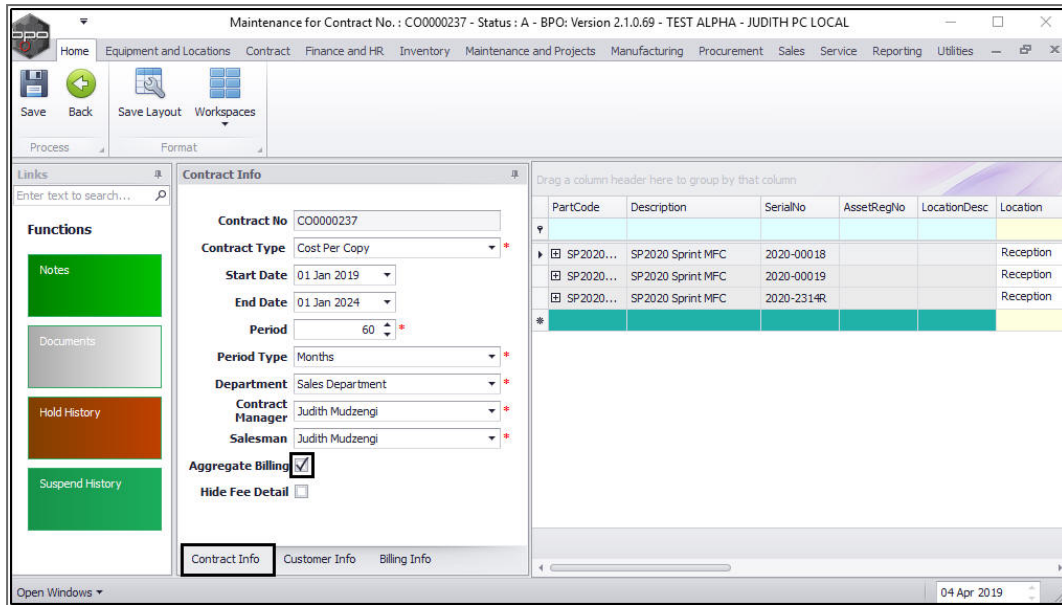 Maintenance for Contract No. : CO0000237 - Status : A - BPO: Version 2.1.0.69 - TEST ALPHA - JUDITH PC LOCAL
bpo
Home Equipment and Locations Contract Finance and HR Inventory Maintenance and Projects Manufacturing Procurement Sales Service Reporting Utilities
Save Back Save Layout Workspaces
Process Format
Links
Enter text to search...
Functions
Notes
Documents
Hold History
Suspend History
Contract Info
Contract No CO0000237
Contract Type Cost Per Copy *
Start Date 01 Jan 2019
End Date 01 Jan 2024
Period 60 *
Period Type Months *
Department Sales Department *
Contract
Manager Judith Mudzengi *
Salesman Judith Mudzengi *
Aggregate Billing
Hide Fee Detail
Contract Info Customer Info Billing Info
Drag a column header here to group by that column
PartCode Description SerialNo AssetRegNo LocationDesc Location
SP2020... SP2020 Sprint MFC 2020-00018 Reception
SP2020... SP2020 Sprint MFC 2020-00019 Reception
SP2020... SP2020 Sprint MFC 2020-2314R Reception
Open Windows 04 Apr 2019